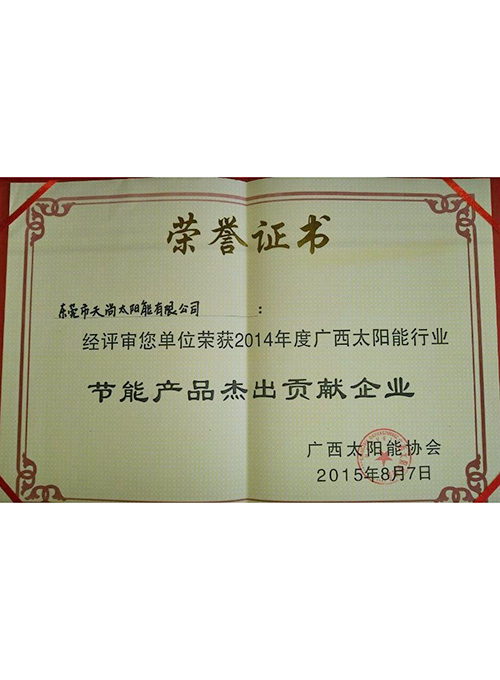 荣誉证书
东莞市天尚太阳能有限公司:
经评审您单位荣获2014年度广西太阳能行业
节能产品杰出贡献企业
广西太阳能协会
2015年8月7日